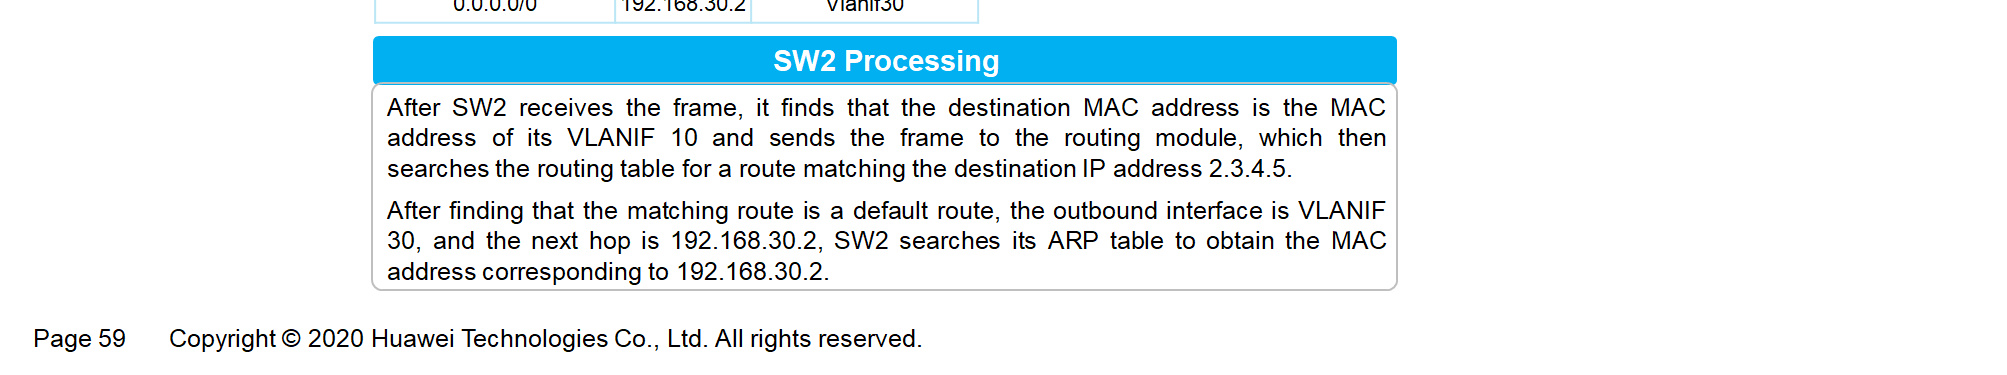 0.0.0.0/0 192.168.30.2 Vlanif30
SW2 Processing
After SW2 receives the frame, it finds that the destination MAC address is the MAC
address of its VLANIF 10 and sends the frame to the routing module, which then
searches the routing table for a route matching the destination IP address 2.3.4.5.
After finding that the matching route is a default route, the outbound interface is VLANIF
30, and the next hop is 192.168.30.2, SW2 searches its ARP table to obtain the MAC
address corresponding to 192.168.30.2.
Page 59 Copyright © 2020 Huawei Technologies Co., Ltd. All rights reserved.